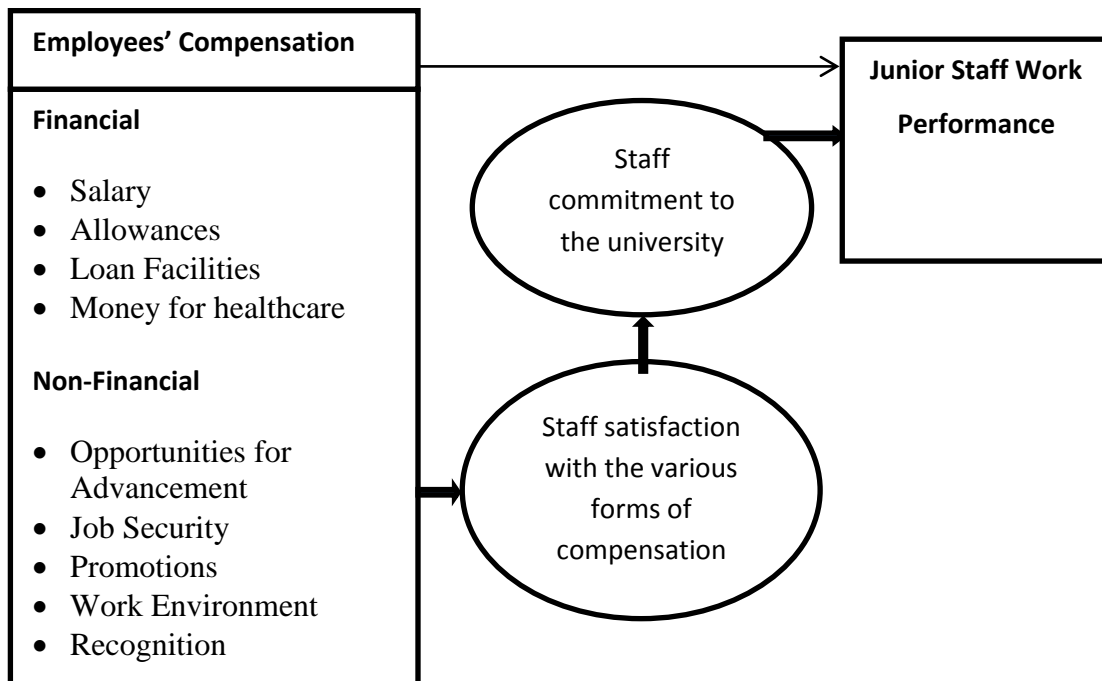 Employees’ Compensation
Financial
• Salary
• Allowances
• Loan Facilities
• Money for healthcare
Non-Financial
• Opportunities for
Advancement
• Job Security
• Promotions
• Work Environment
• Recognition
Staff satisfaction
with the various
forms of
compensation
Staff
commitment to
the university
Junior Staff Work
Performance